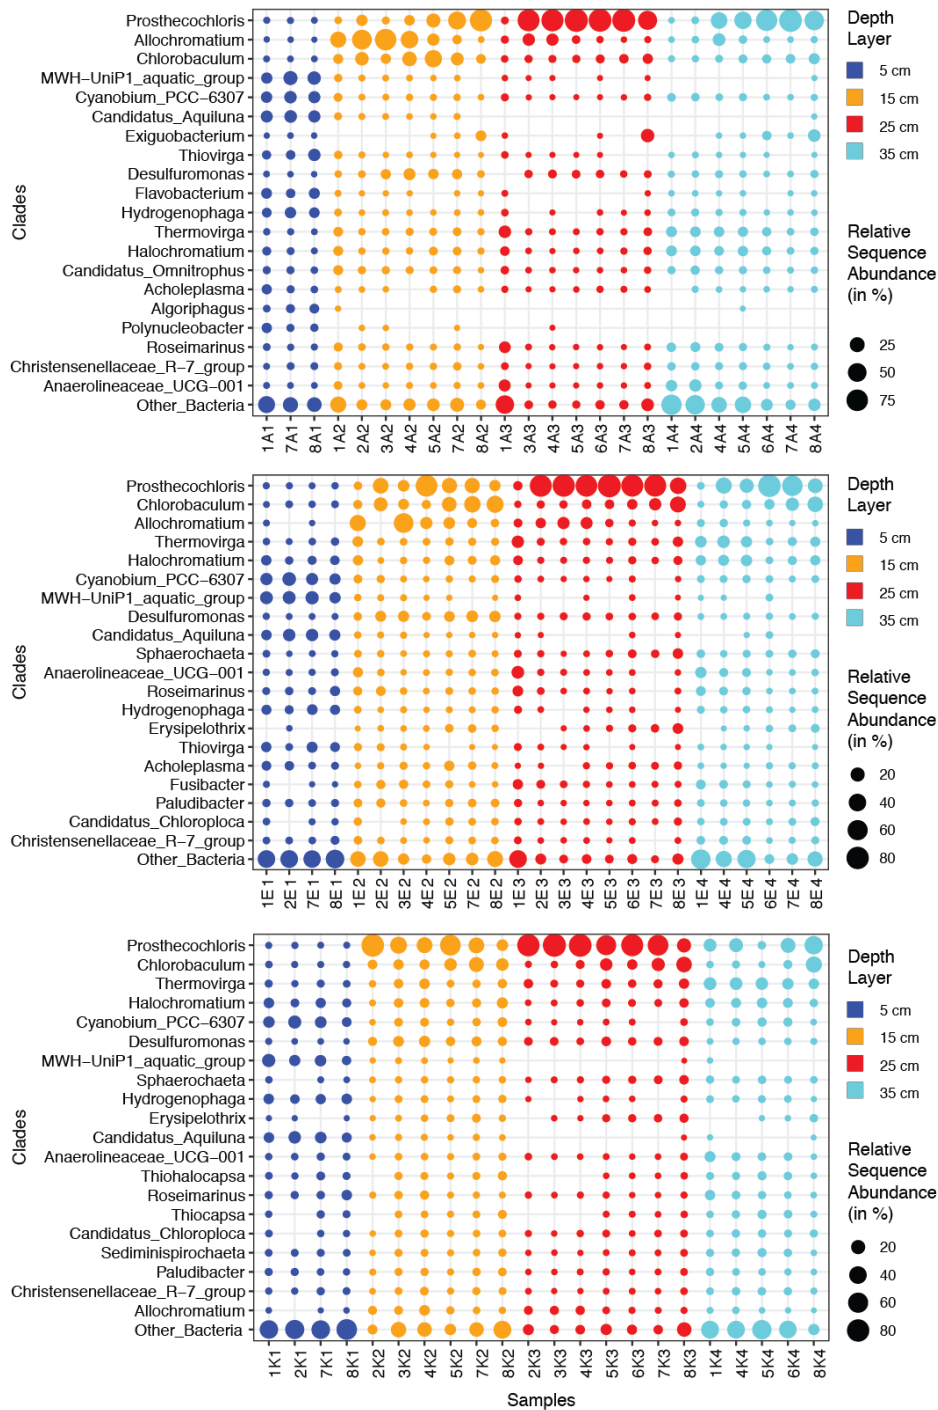 Prosthecochloris
Allochromatium
Chlorobaculum
MWH−UniP1_aquatic_group
Cyanobium_PCC−6307
Candidatus_Aquiluna
Exiguobacterium
Thiovirga
Desulfuromonas
Flavobacterium
Hydrogenophaga
Thermovirga
Halochromatium
Candidatus_Omnitrophus
Acholeplasma
Algoriphagus
Polynucleobacter
Roseimarinus
Christensenellaceae_R−7_group
Anaerolineaceae_UCG−001
Other_Bacteria
Clades
1A1 7A1 8A1 1A2 2A2 3A2 4A2 5A2 7A2 8A2 1A3 3A3 4A3 5A3 6A3 7A3 8A3 1A4 2A4 4A4 5A4 6A4 7A4 8A4
Depth
Layer
5 cm
15 cm
25 cm
35 cm
Relative
Sequence
Abundance
(in %)
25
50
75
Prosthecochloris
Chlorobaculum
Allochromatium
Thermovirga
Halochromatium
Cyanobium_PCC−6307
MWH−UniP1_aquatic_group
Desulfuromonas
Candidatus_Aquiluna
Sphaerochaeta
Anaerolineaceae_UCG−001
Roseimarinus
Hydrogenophaga
Erysipelothrix
Thiovirga
Acholeplasma
Fusibacter
Paludibacter
Candidatus_Chloroploca
Christensenellaceae_R−7_group
Other_Bacteria
Clades
1E1 2E1 7E1 8E1 1E2 2E2 3E2 4E2 5E2 7E2 8E2 1E3 2E3 3E3 4E3 5E3 6E3 7E3 8E3 1E4 2E4 4E4 5E4 6E4 7E4 8E4
Depth
Layer
5 cm
15 cm
25 cm
35 cm
Relative
Sequence
Abundance
(in %)
20
40
60
80
Prosthecochloris
Chlorobaculum
Thermovirga
Halochromatium
Cyanobium_PCC−6307
Desulfuromonas
MWH−UniP1_aquatic_group
Sphaerochaeta
Hydrogenophaga
Erysipelothrix
Candidatus_Aquiluna
Anaerolineaceae_UCG−001
Thiohalocapsa
Roseimarinus
Thiocapsa
Candidatus_Chloroploca
Sediminispirochaeta
Paludibacter
Christensenellaceae_R−7_group
Allochromatium
Other_Bacteria
Clades
1K1 2K1 7K1 8K1 2K2 3K2 4K2 5K2 7K2 8K2 2K3 3K3 4K3 5K3 6K3 7K3 8K3 1K4 4K4 5K4 6K4 8K4
Samples
Depth
Layer
5 cm
15 cm
25 cm
35 cm
Relative
Sequence
Abundance
(in %)
20
40
60
80